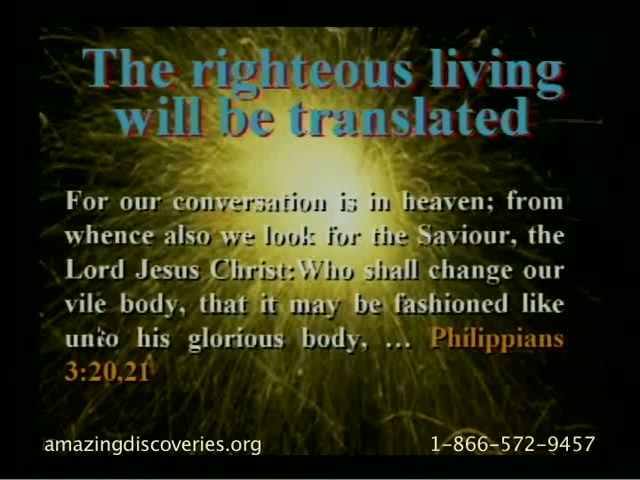 The righteous living
will be translated
For our conversation is in heaven; from
whence also we look for the Saviour, the
Lord Jesus Christ:Who shall change our
vile body, that it may be fashioned like
unto his glorious body, ... Philippians
3:20,21
amazingdiscoveries.org 1-866-572-9457